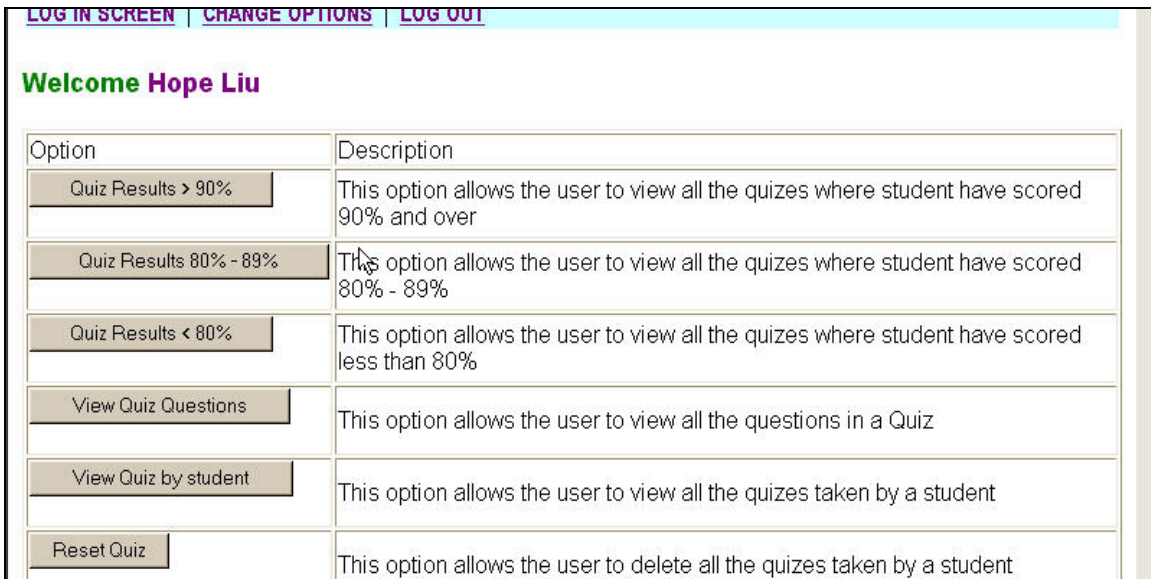 LOG IN SCREEN | CHANGE OPTIONS | LOG OUT
Welcome Hope Liu
Option Description
Quiz Results > 90% This option allows the user to view all the quizes where student have scored
90% and over
Quiz Results 80% - 89% This option allows the user to view all the quizes where student have scored
80% - 89%
Quiz Results < 80% This option allows the user to view all the quizes where student have scored
less than 80%
View Quiz Questions This option allows the user to view all the questions in a Quiz
View Quiz by student This option allows the user to view all the quizes taken by a student
Reset Quiz This option allows the user to delete all the quizes taken by a student